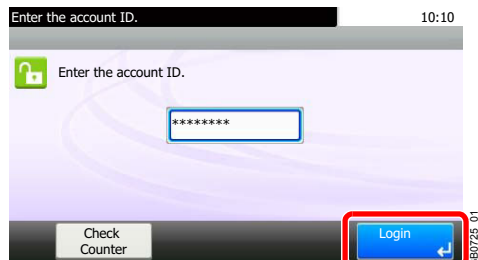 Enter the account ID.
10:10
Enter the account ID.
********
Check
Counter
Login
B0725_01